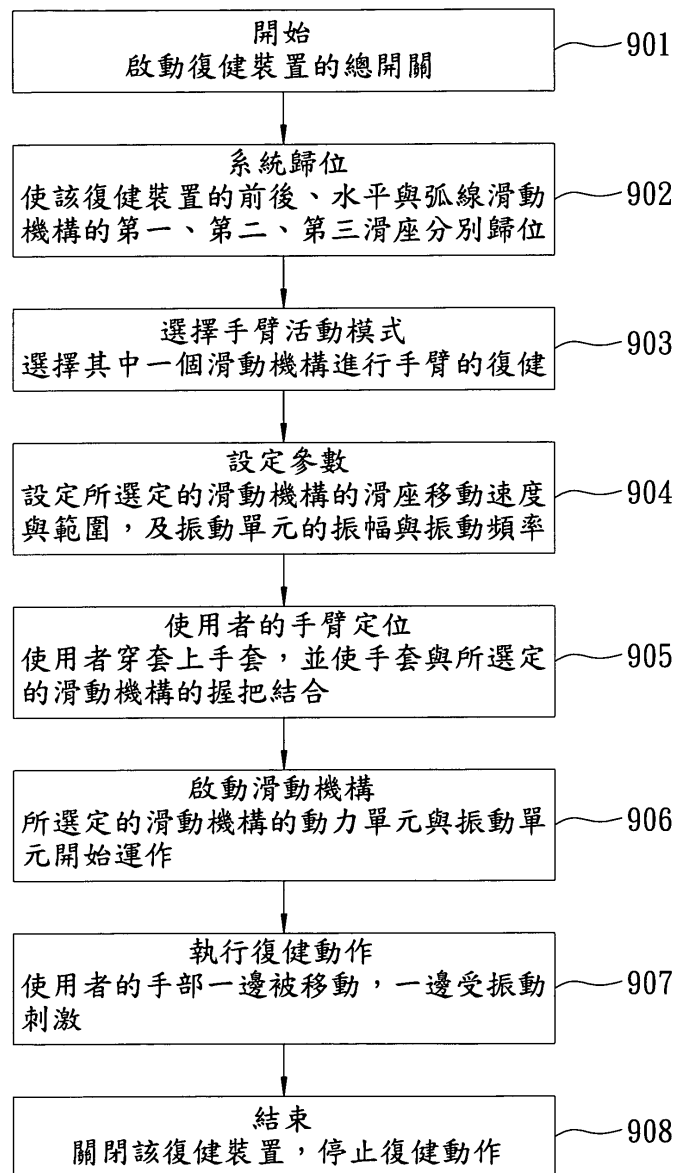 開始
啟動復健裝置的總開關
901
系統歸位
使該復健裝置的前後、水平與弧線滑動
機構的第一、第二、第三滑座分別歸位
902
選擇手臂活動模式
選擇其中一個滑動機構進行手臂的復健
903
設定參數
設定所選定的滑動機構的滑座移動速度
與範圍,及振動單元的振幅與振動頻率
904
使用者的手臂定位
使用者穿套上手套,並使手套與所選定
的滑動機構的握把結合
905
啟動滑動機構
所選定的滑動機構的動力單元與振動單
元開始運作
906
執行復健動作
使用者的手部一邊被移動,一邊受振動
刺激
907
結束
關閉該復健裝置,停止復健動作
908